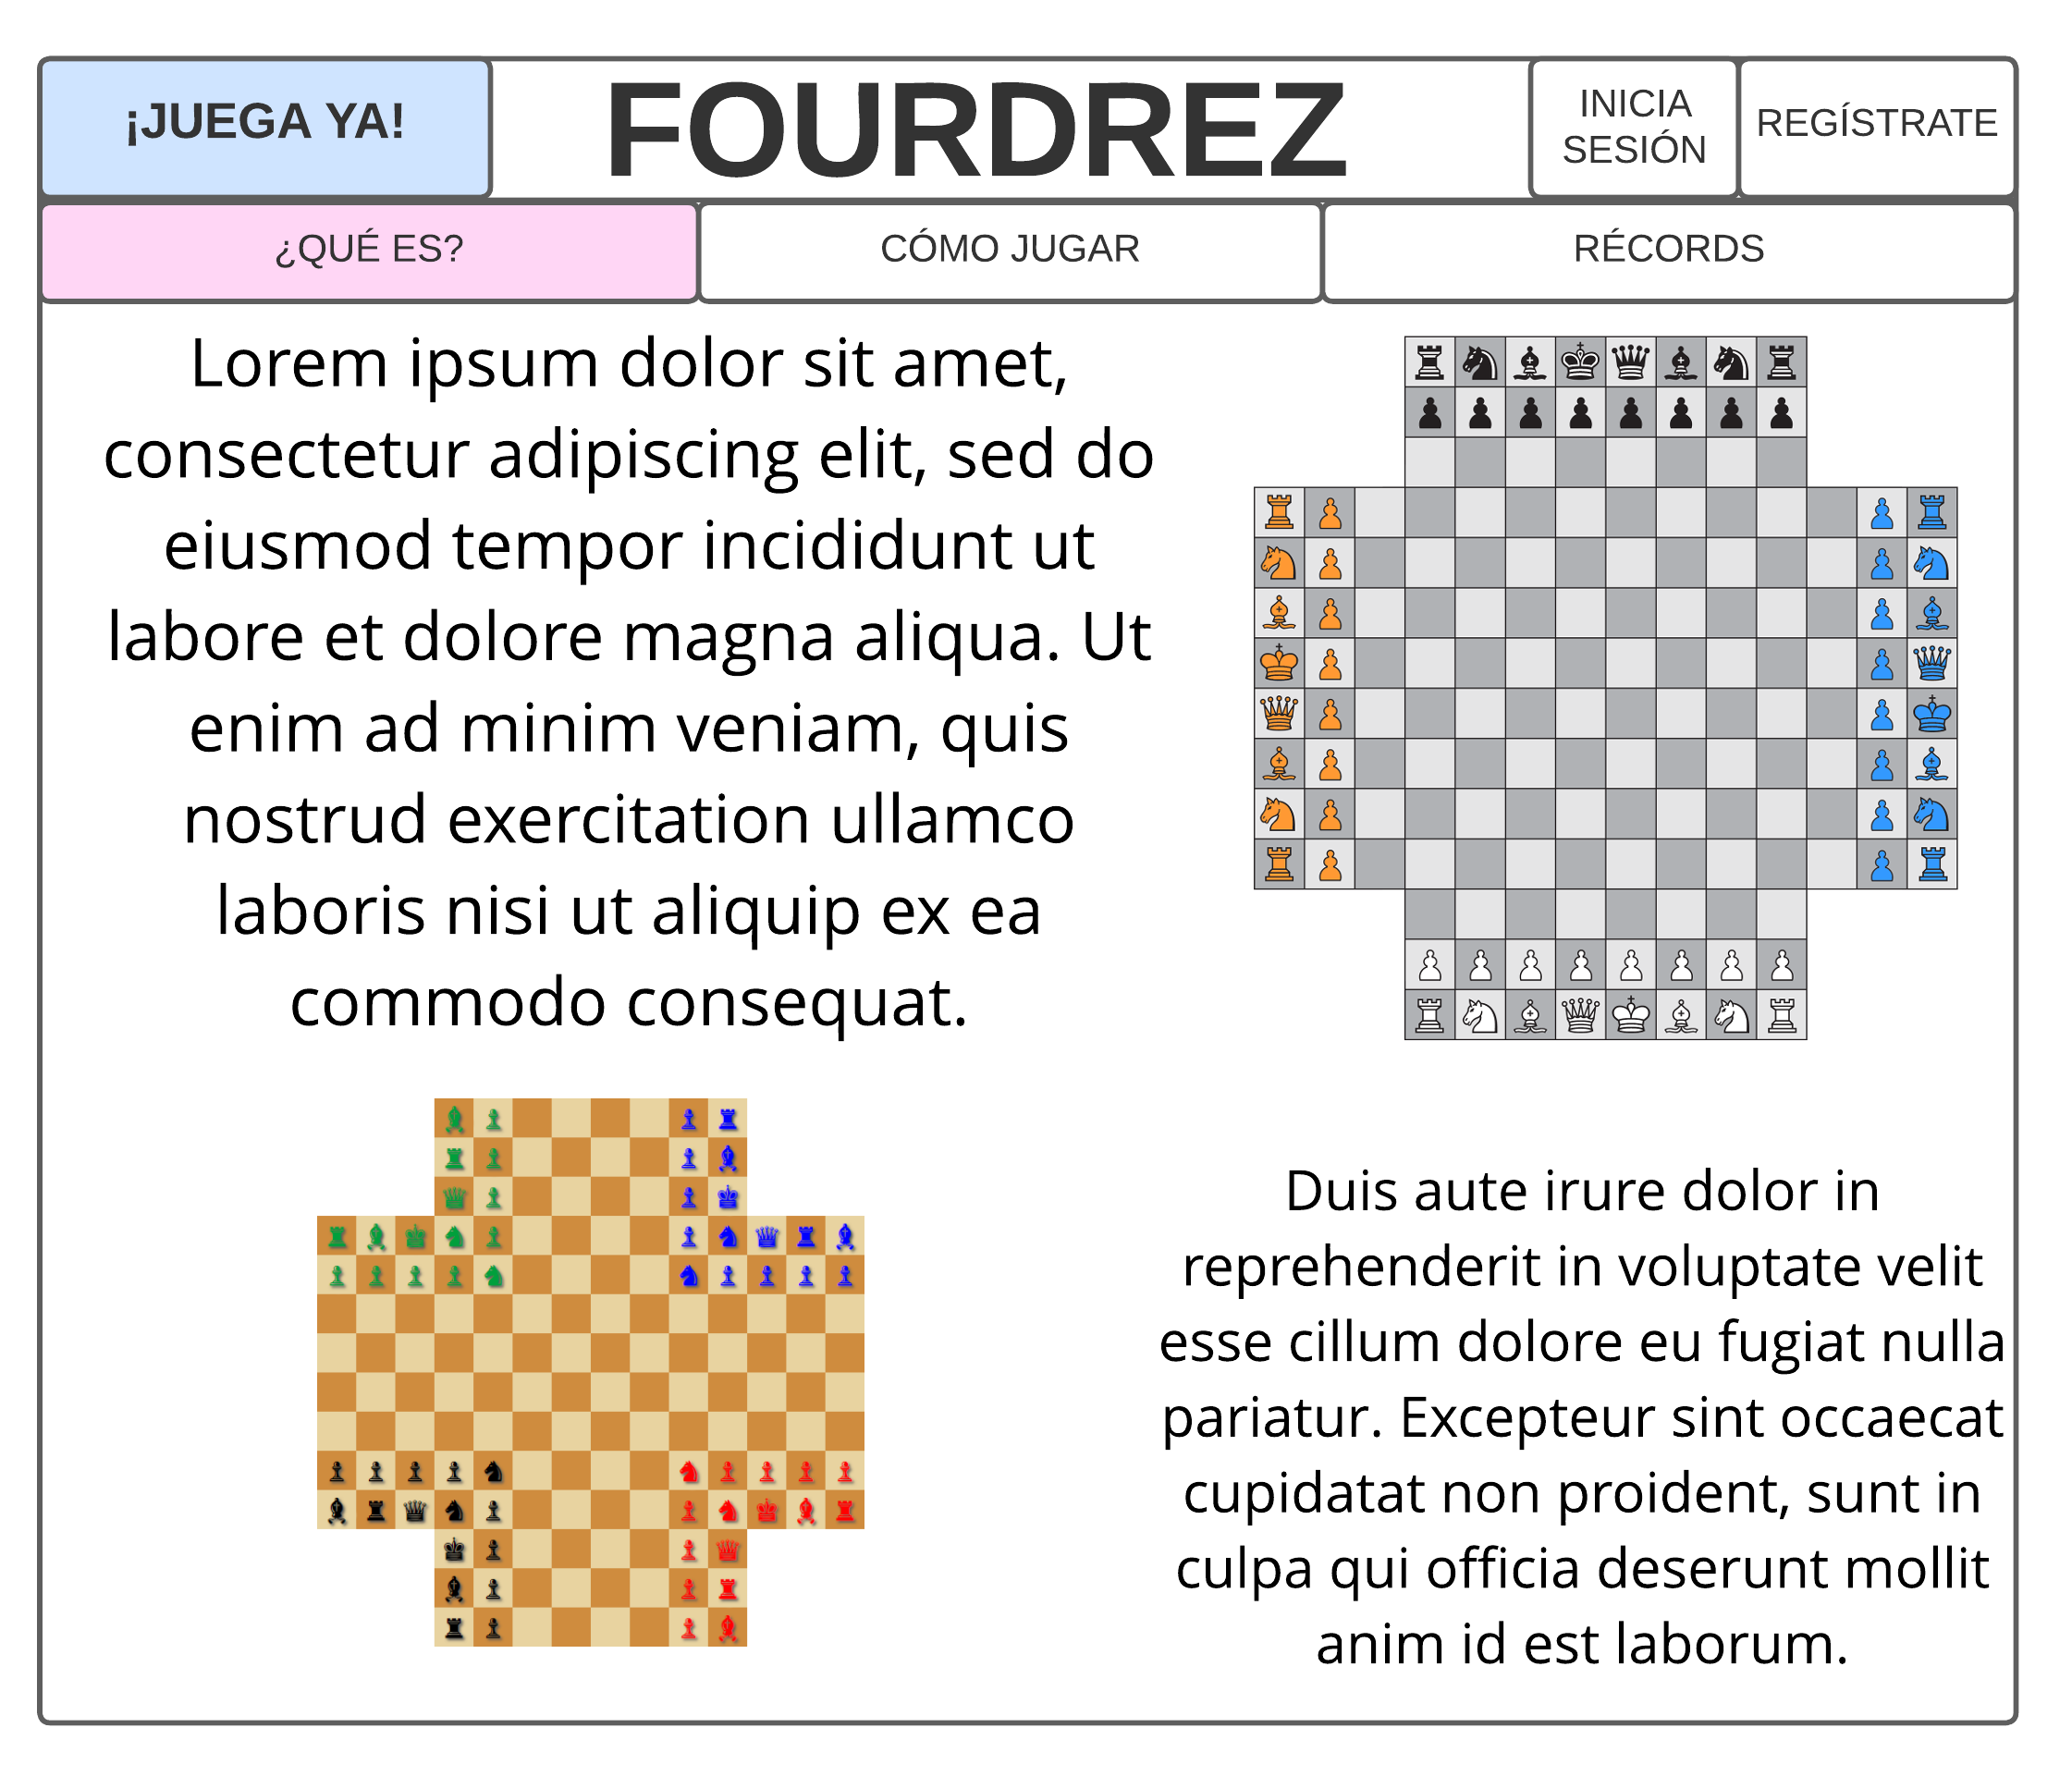 ¡JUEGA YA!
FOURDREZ
INICIA
SESIÓN
REGÍSTRATE
¿QUÉ ES?
CÓMO JUGAR
RÉCORDS
Lorem ipsum dolor sit amet,
consectetur adipiscing elit, sed do
eiusmod tempor incididunt ut
labore et dolore magna aliqua. Ut
enim ad minim veniam, quis
nostrud exercitation ullamco
laboris nisi ut aliquip ex ea
commodo consequat.
Duis aute irure dolor in
reprehenderit in voluptate velit
esse cillum dolore eu fugiat nulla
pariatur. Excepteur sint occaecat
cupidatat non proident, sunt in
culpa qui officia deserunt mollit
anim id est laborum.